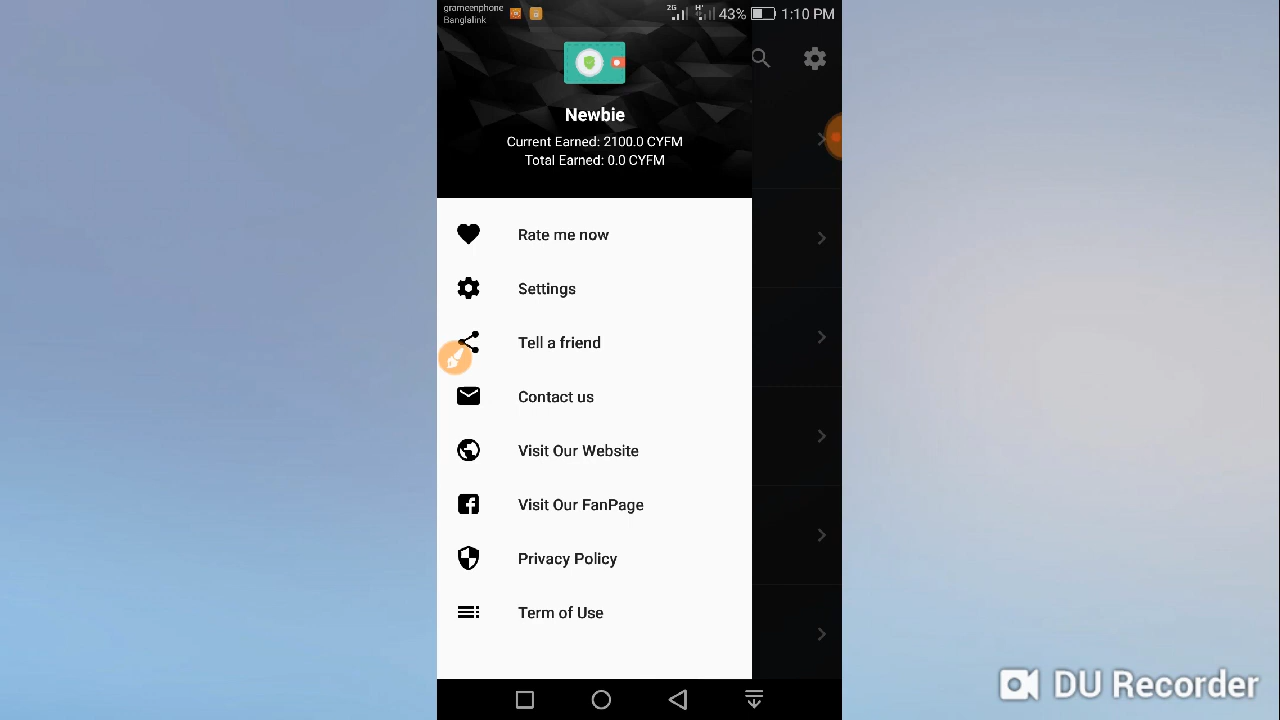 grameenphone
Banglalink
2G H+ 43% 1:10 PM
Newbie
Current Earned: 2100.0 CYFM
Total Earned: 0.0 CYFM
Rate me now
Settings
Tell a friend
Contact us
Visit Our Website
Visit Our FanPage
Privacy Policy
Term of Use
DU Recorder